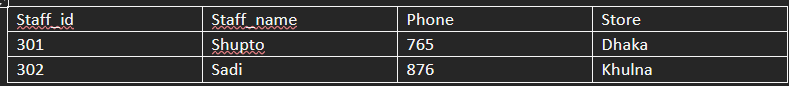 Staff_id Staff_name Phone Store
301 Shupto 765 Dhaka
302 Sadi 876 Khulna